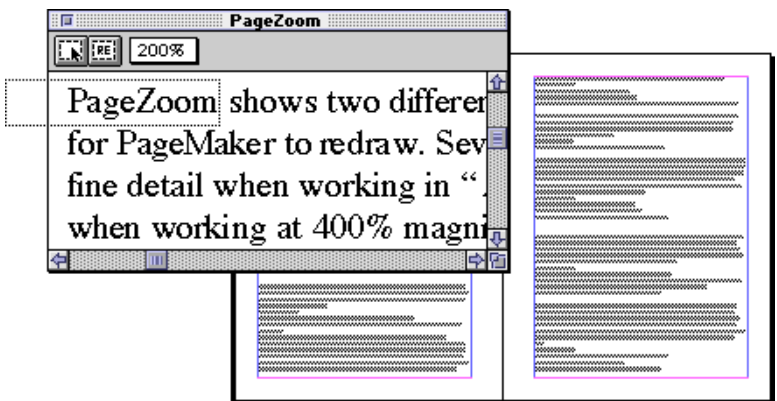 PageZoom
RE 200%
PageZoom shows two differen
for PageMaker to redraw. Sev
fine detail when working in “
when working at 400% magni